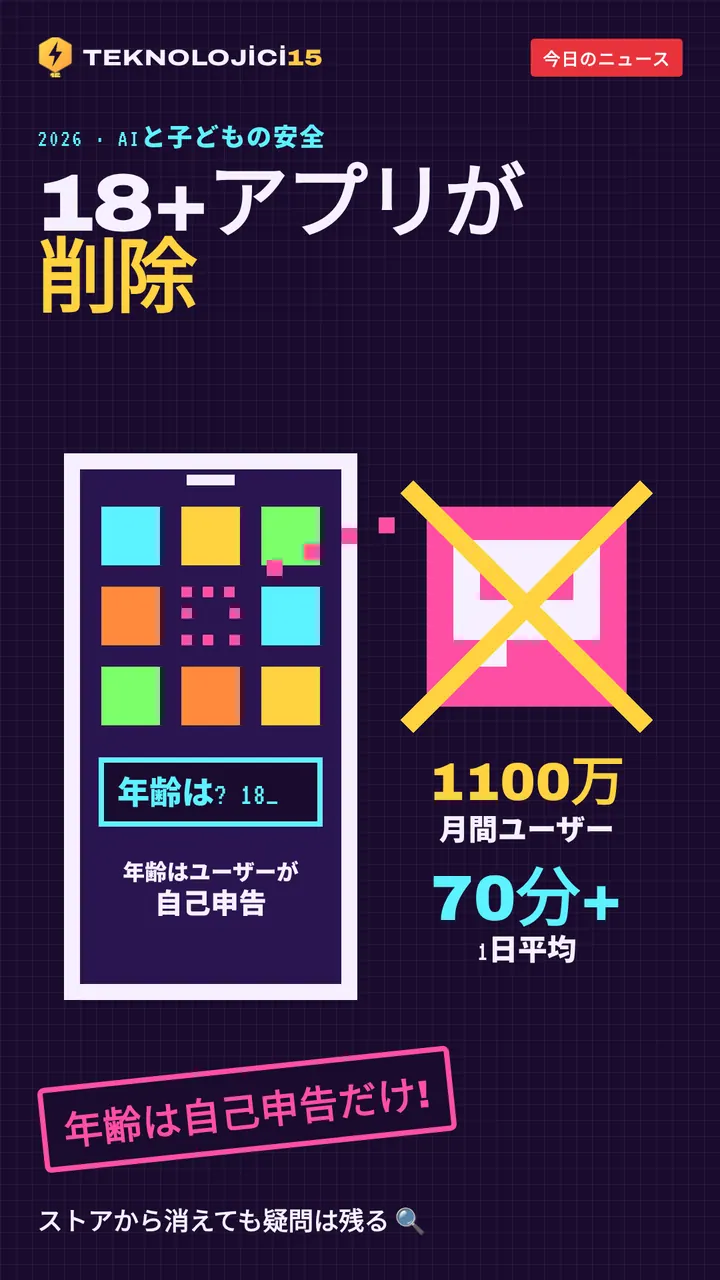 TEKNOLOJİCİ15
今日のニュース
2026 · AIと子どもの安全
18+アプリが
削除
年齢は? 18_
年齢はユーザーが
自己申告
1100万
月間ユーザー
70分+
1日平均
年齢は自己申告だけ!
ストアから消えても疑問は残る 🔍